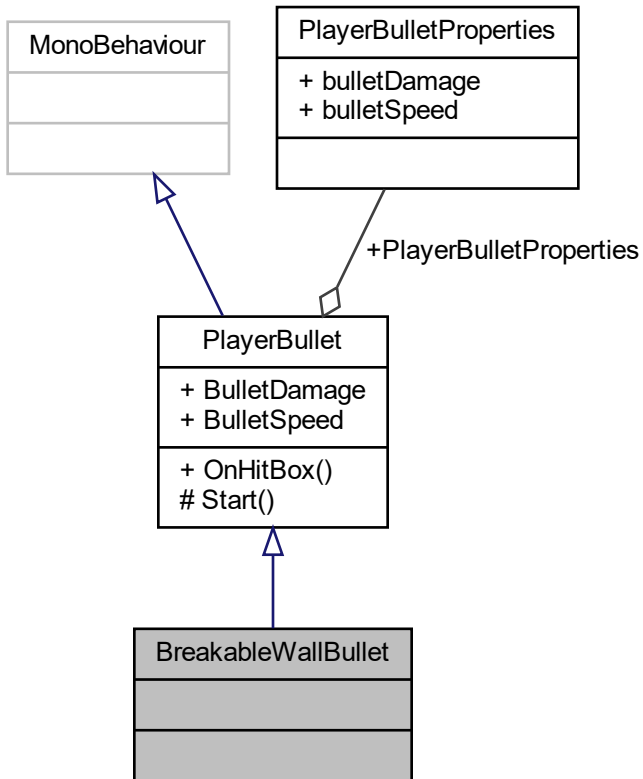 MonoBehaviour
PlayerBulletProperties
+ bulletDamage
+ bulletSpeed
+PlayerBulletProperties
PlayerBullet
+ BulletDamage
+ BulletSpeed
+ OnHitBox()
# Start()
BreakableWallBullet